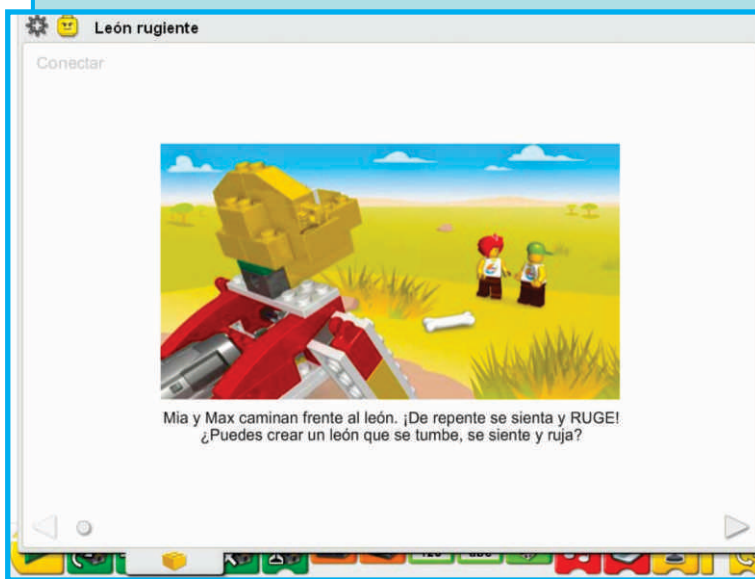 León rugiente
Conectar
Mia y Max caminan frente al león. ¡De repente se sienta y RUGE!
¿Puedes crear un león que se tumbe, se siente y ruja?